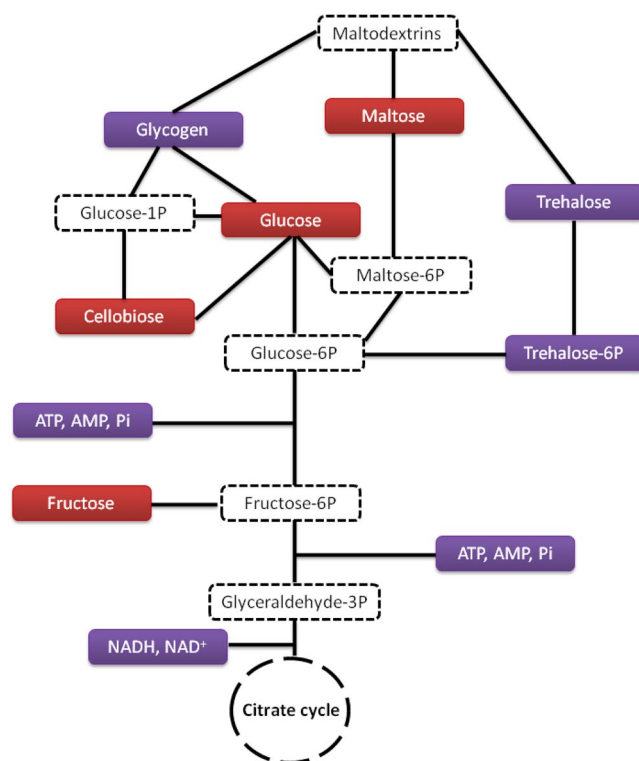 Maltodextrins
Glycogen
Maltose
Glucose-1P
Glucose
Trehalose
Maltose-6P
Cellobiose
Glucose-6P
Trehalose-6P
ATP, AMP, Pi
Fructose
Fructose-6P
ATP, AMP, Pi
Glyceraldehyde-3P
NADH, NAD⁺
Citrate cycle